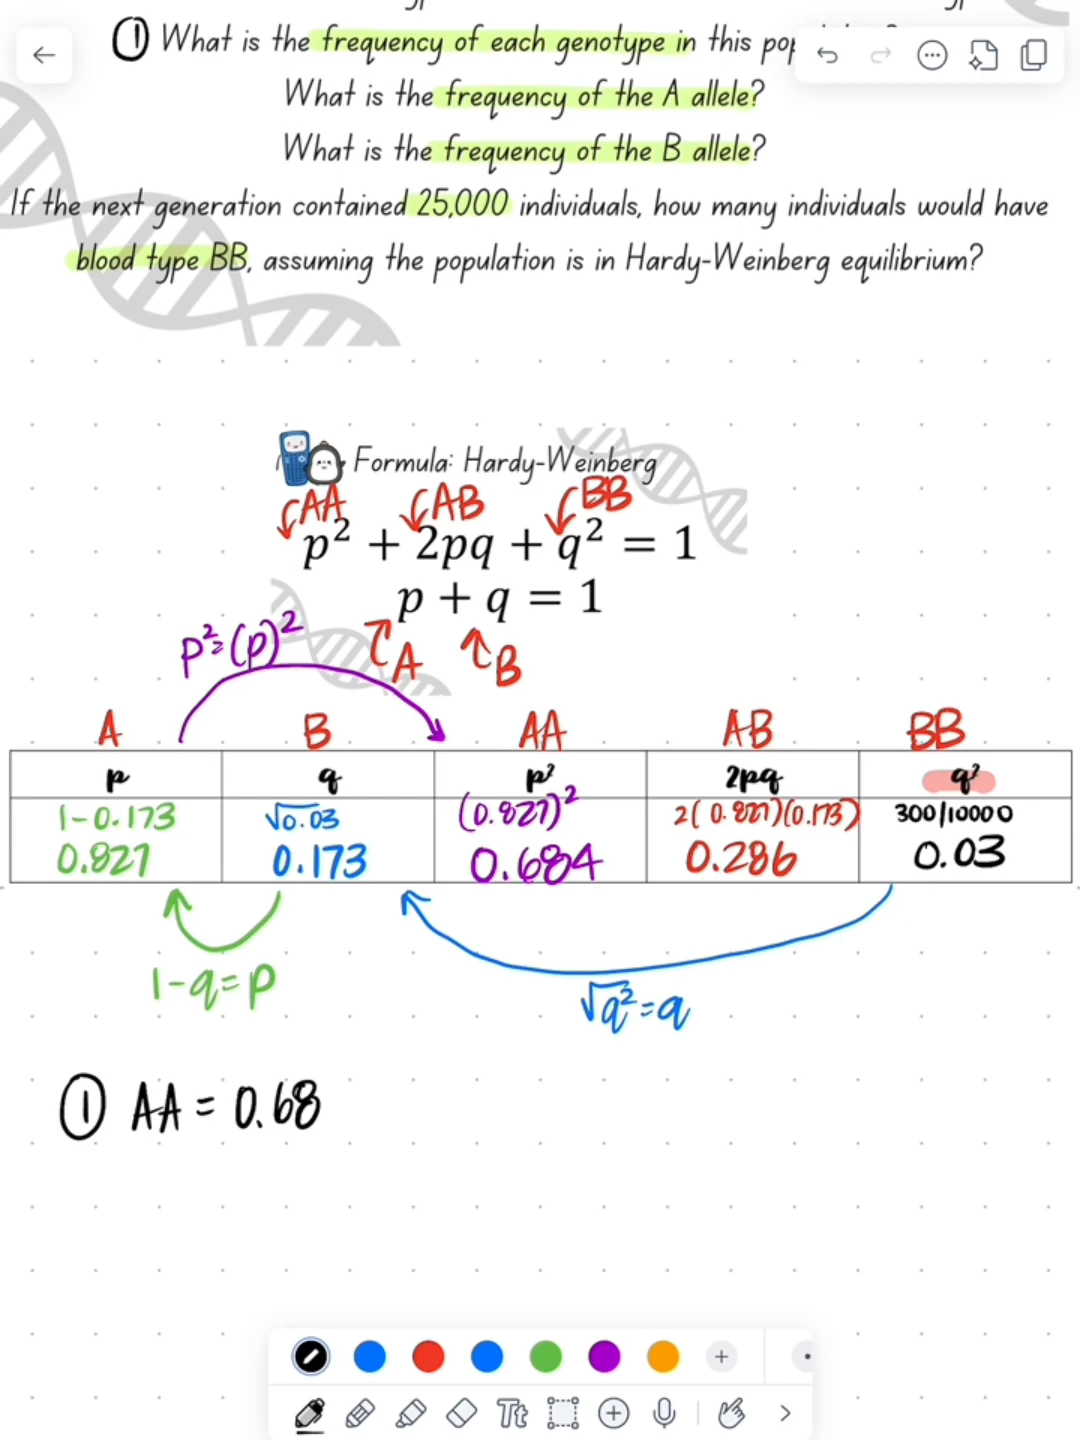 ① What is the frequency of each genotype in this
What is the frequency of the A allele?
What is the frequency of the B allele?
If the next generation contained 25,000 individuals, how many individuals would have
blood type BB, assuming the population is in Hardy-Weinberg equilibrium?
Formula: Hardy-Weinberg
AA AB BB
p² + 2pq + q² = 1
p + q = 1
p²=(p)²
A B
A B AA AB BB
p q p² 2pq q²
1-0.173 √0.03 (0.827)² 2(0.827)(0.173) 300/10000
0.827 0.173 0.684 0.286 0.03
1-q=p
√q²=q
① AA = 0.68
Tt